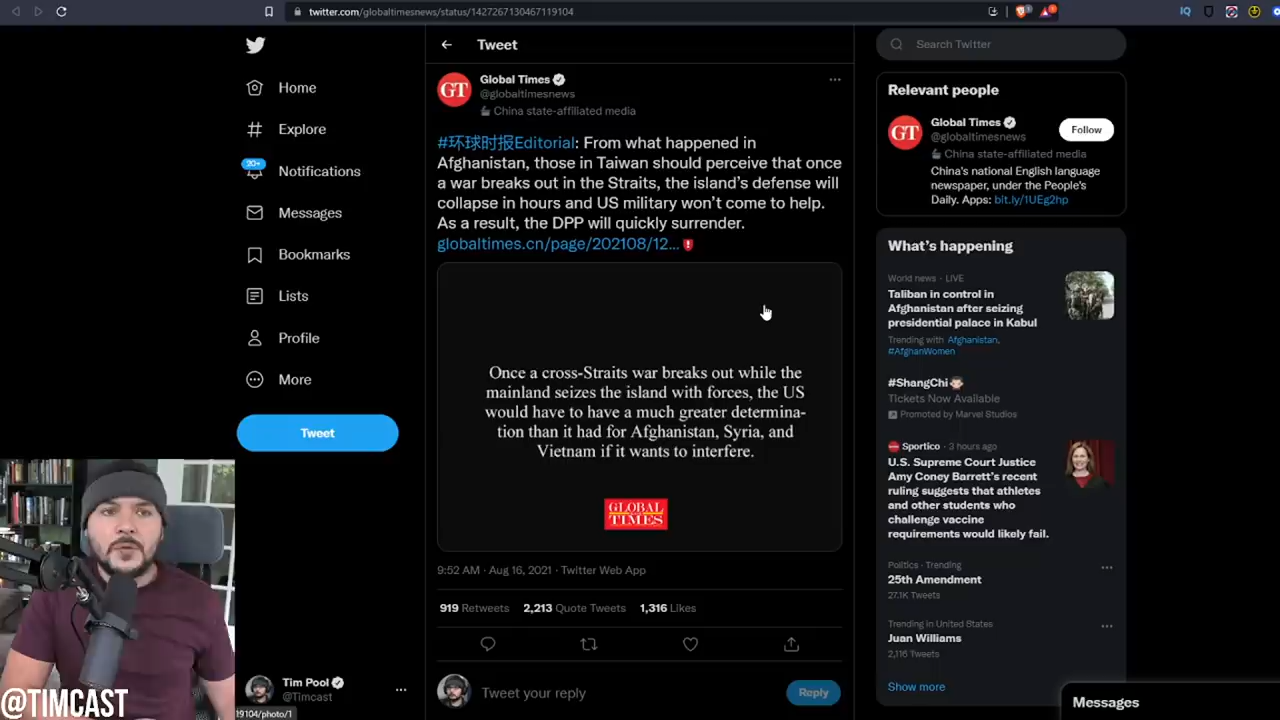 twitter.com/globaltimesnews/status/1427267130467119104
IQ
Home
Explore
20+
Notifications
Messages
Bookmarks
Lists
Profile
More
Tweet
Tim Pool
@Timcast
19104/photo/1
@TIMCAST
Tweet
GT
Global Times
@globaltimesnews
China state-affiliated media
#环球时报Editorial: From what happened in
Afghanistan, those in Taiwan should perceive that once
a war breaks out in the Straits, the island's defense will
collapse in hours and US military won't come to help.
As a result, the DPP will quickly surrender.
globaltimes.cn/page/202108/12...
Once a cross-Straits war breaks out while the
mainland seizes the island with forces, the US
would have to have a much greater determina-
tion than it had for Afghanistan, Syria, and
Vietnam if it wants to interfere.
GLOBAL
TIMES
9:52 AM · Aug 16, 2021 · Twitter Web App
919 Retweets 2,213 Quote Tweets 1,316 Likes
Tweet your reply
Reply
Search Twitter
Relevant people
GT
Global Times
@globaltimesnews
Follow
China state-affiliated media
China's national English language
newspaper, under the People's
Daily. Apps: bit.ly/1UEg2hp
What's happening
World news · LIVE
Taliban in control in
Afghanistan after seizing
presidential palace in Kabul
Trending with Afghanistan,
#AfghanWomen
#ShangChi
Tickets Now Available
Promoted by Marvel Studios
Sportico · 3 hours ago
U.S. Supreme Court Justice
Amy Coney Barrett's recent
ruling suggests that athletes
and other students who
challenge vaccine
requirements would likely fail.
Politics · Trending
25th Amendment
27.1K Tweets
Trending in United States
Juan Williams
2,116 Tweets
Show more
Messages